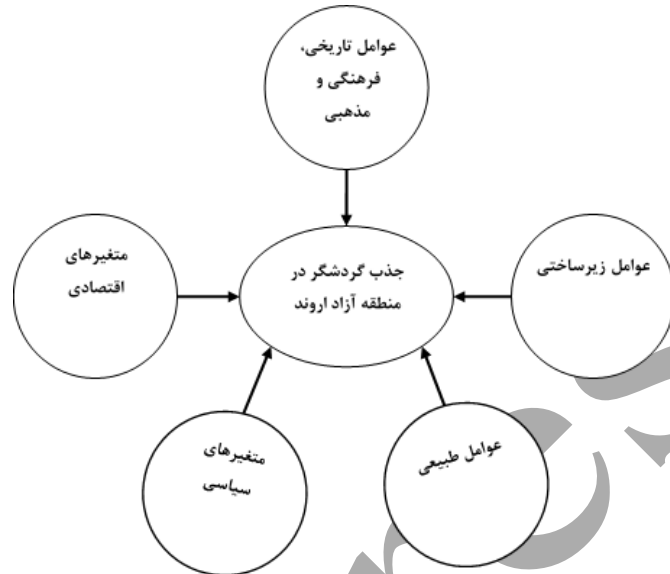 عوامل تاریخی،
فرهنگی و
مذهبی
عوامل زیرساختی
جذب گردشگر در
منطقه آزاد اروند
متغیرهای
اقتصادی
عوامل طبیعی
متغیرهای
سیاسی